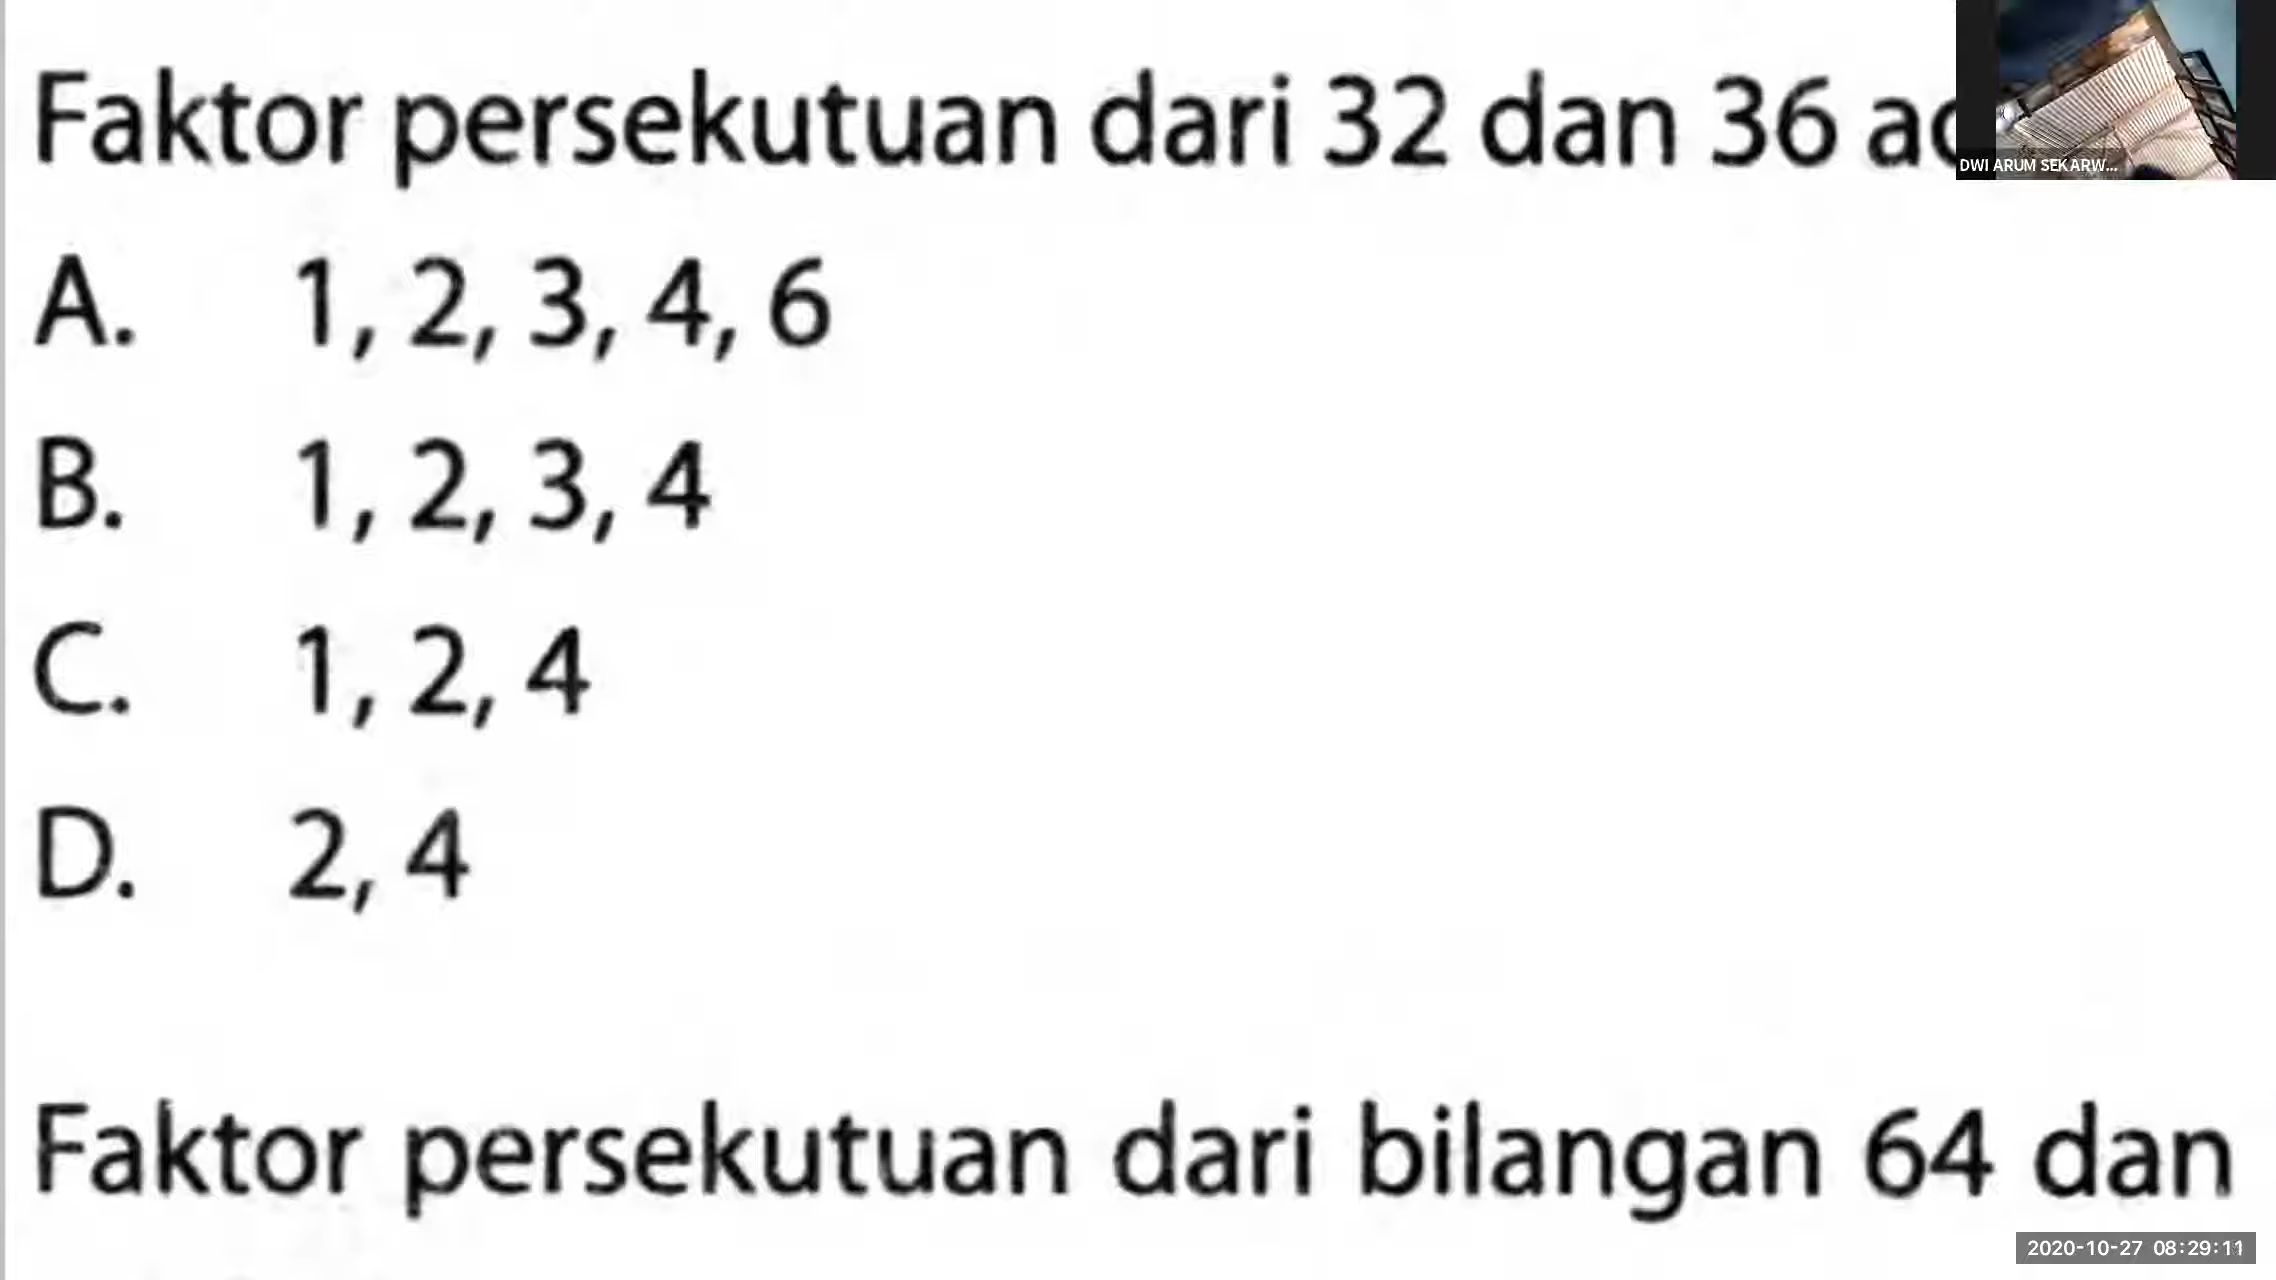 Faktor persekutuan dari 32 dan 36
A. 1, 2, 3, 4, 6
B. 1, 2, 3, 4
C. 1, 2, 4
D. 2, 4
Faktor persekutuan dari bilangan 64 dan
DWI ARUM SEKARW...
2020-10-27 08:29:11